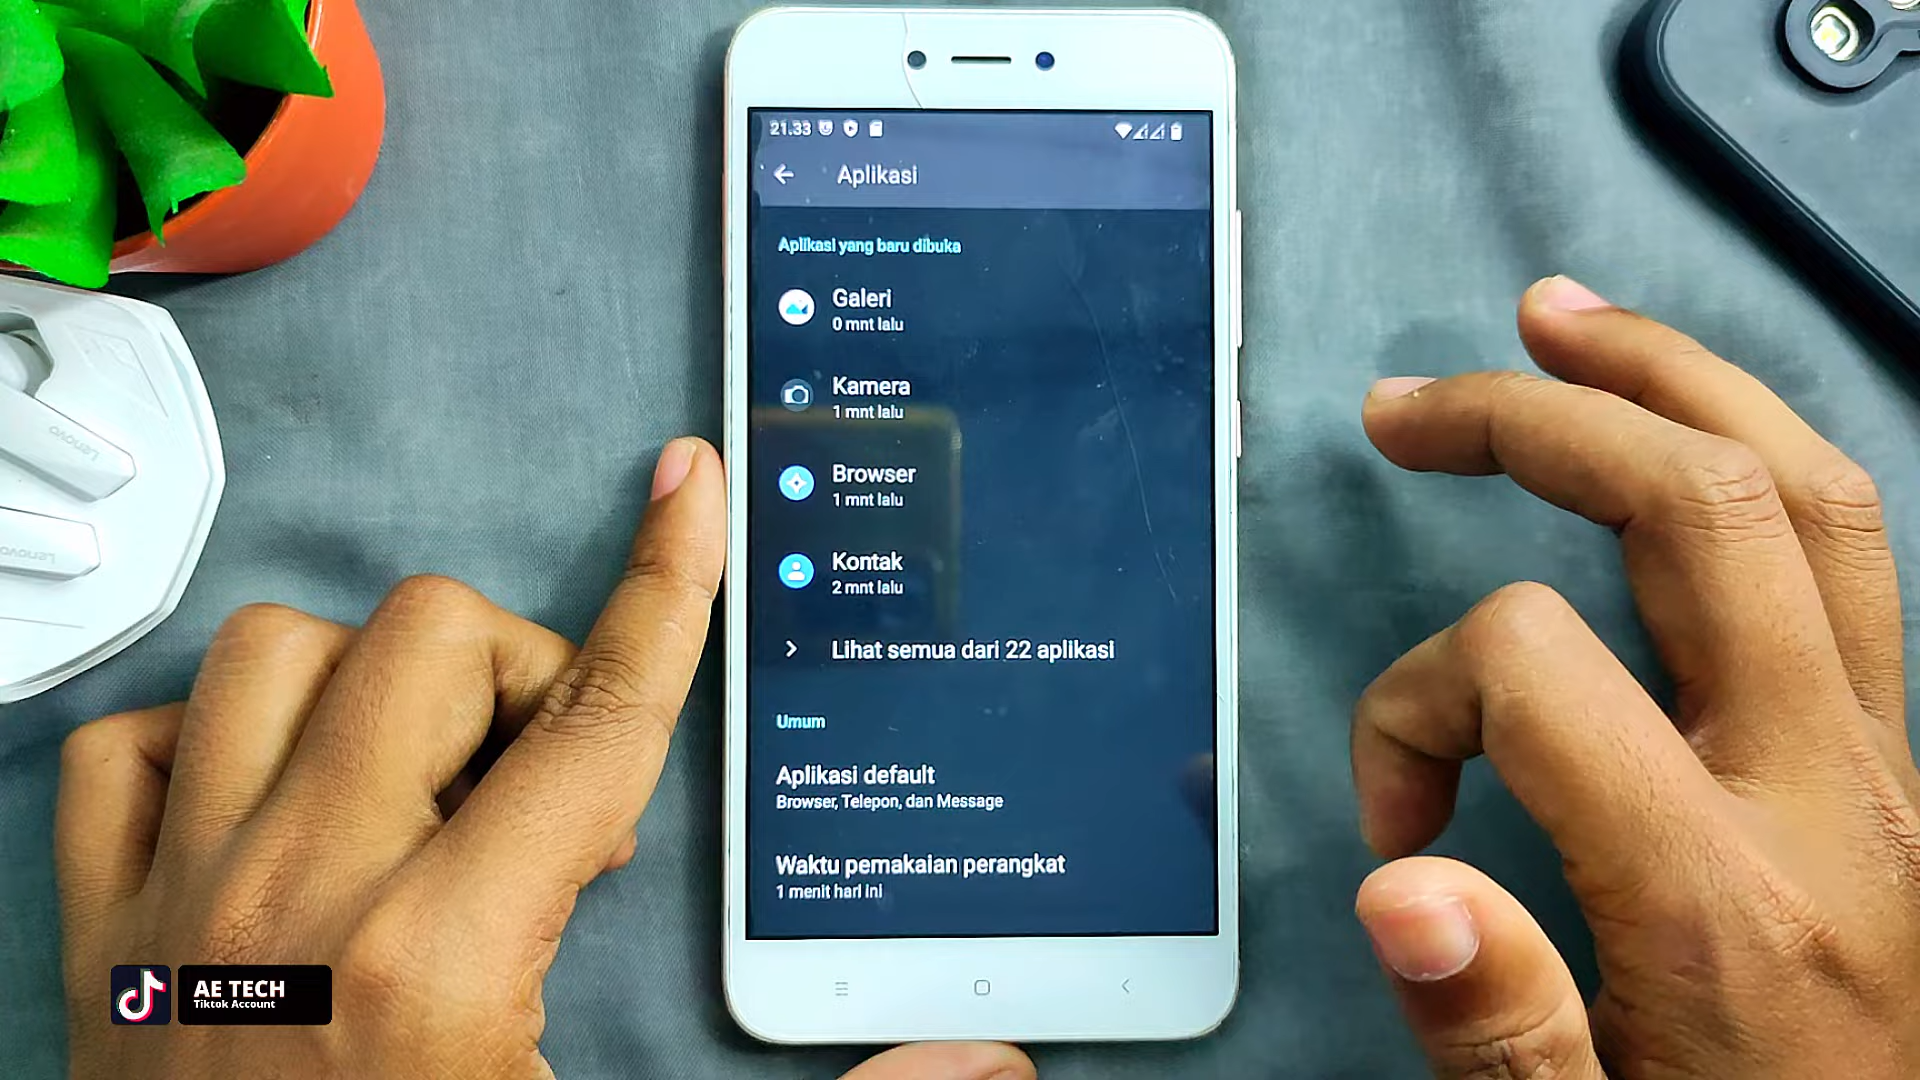 21.33
Aplikasi
Aplikasi yang baru dibuka
Galeri
0 mnt lalu
Kamera
1 mnt lalu
Browser
1 mnt lalu
Kontak
2 mnt lalu
Lihat semua dari 22 aplikasi
Umum
Aplikasi default
Browser, Telepon, dan Message
Waktu pemakaian perangkat
1 menit hari ini
Lenovo
Lenovo
AE TECH
Tiktok Account